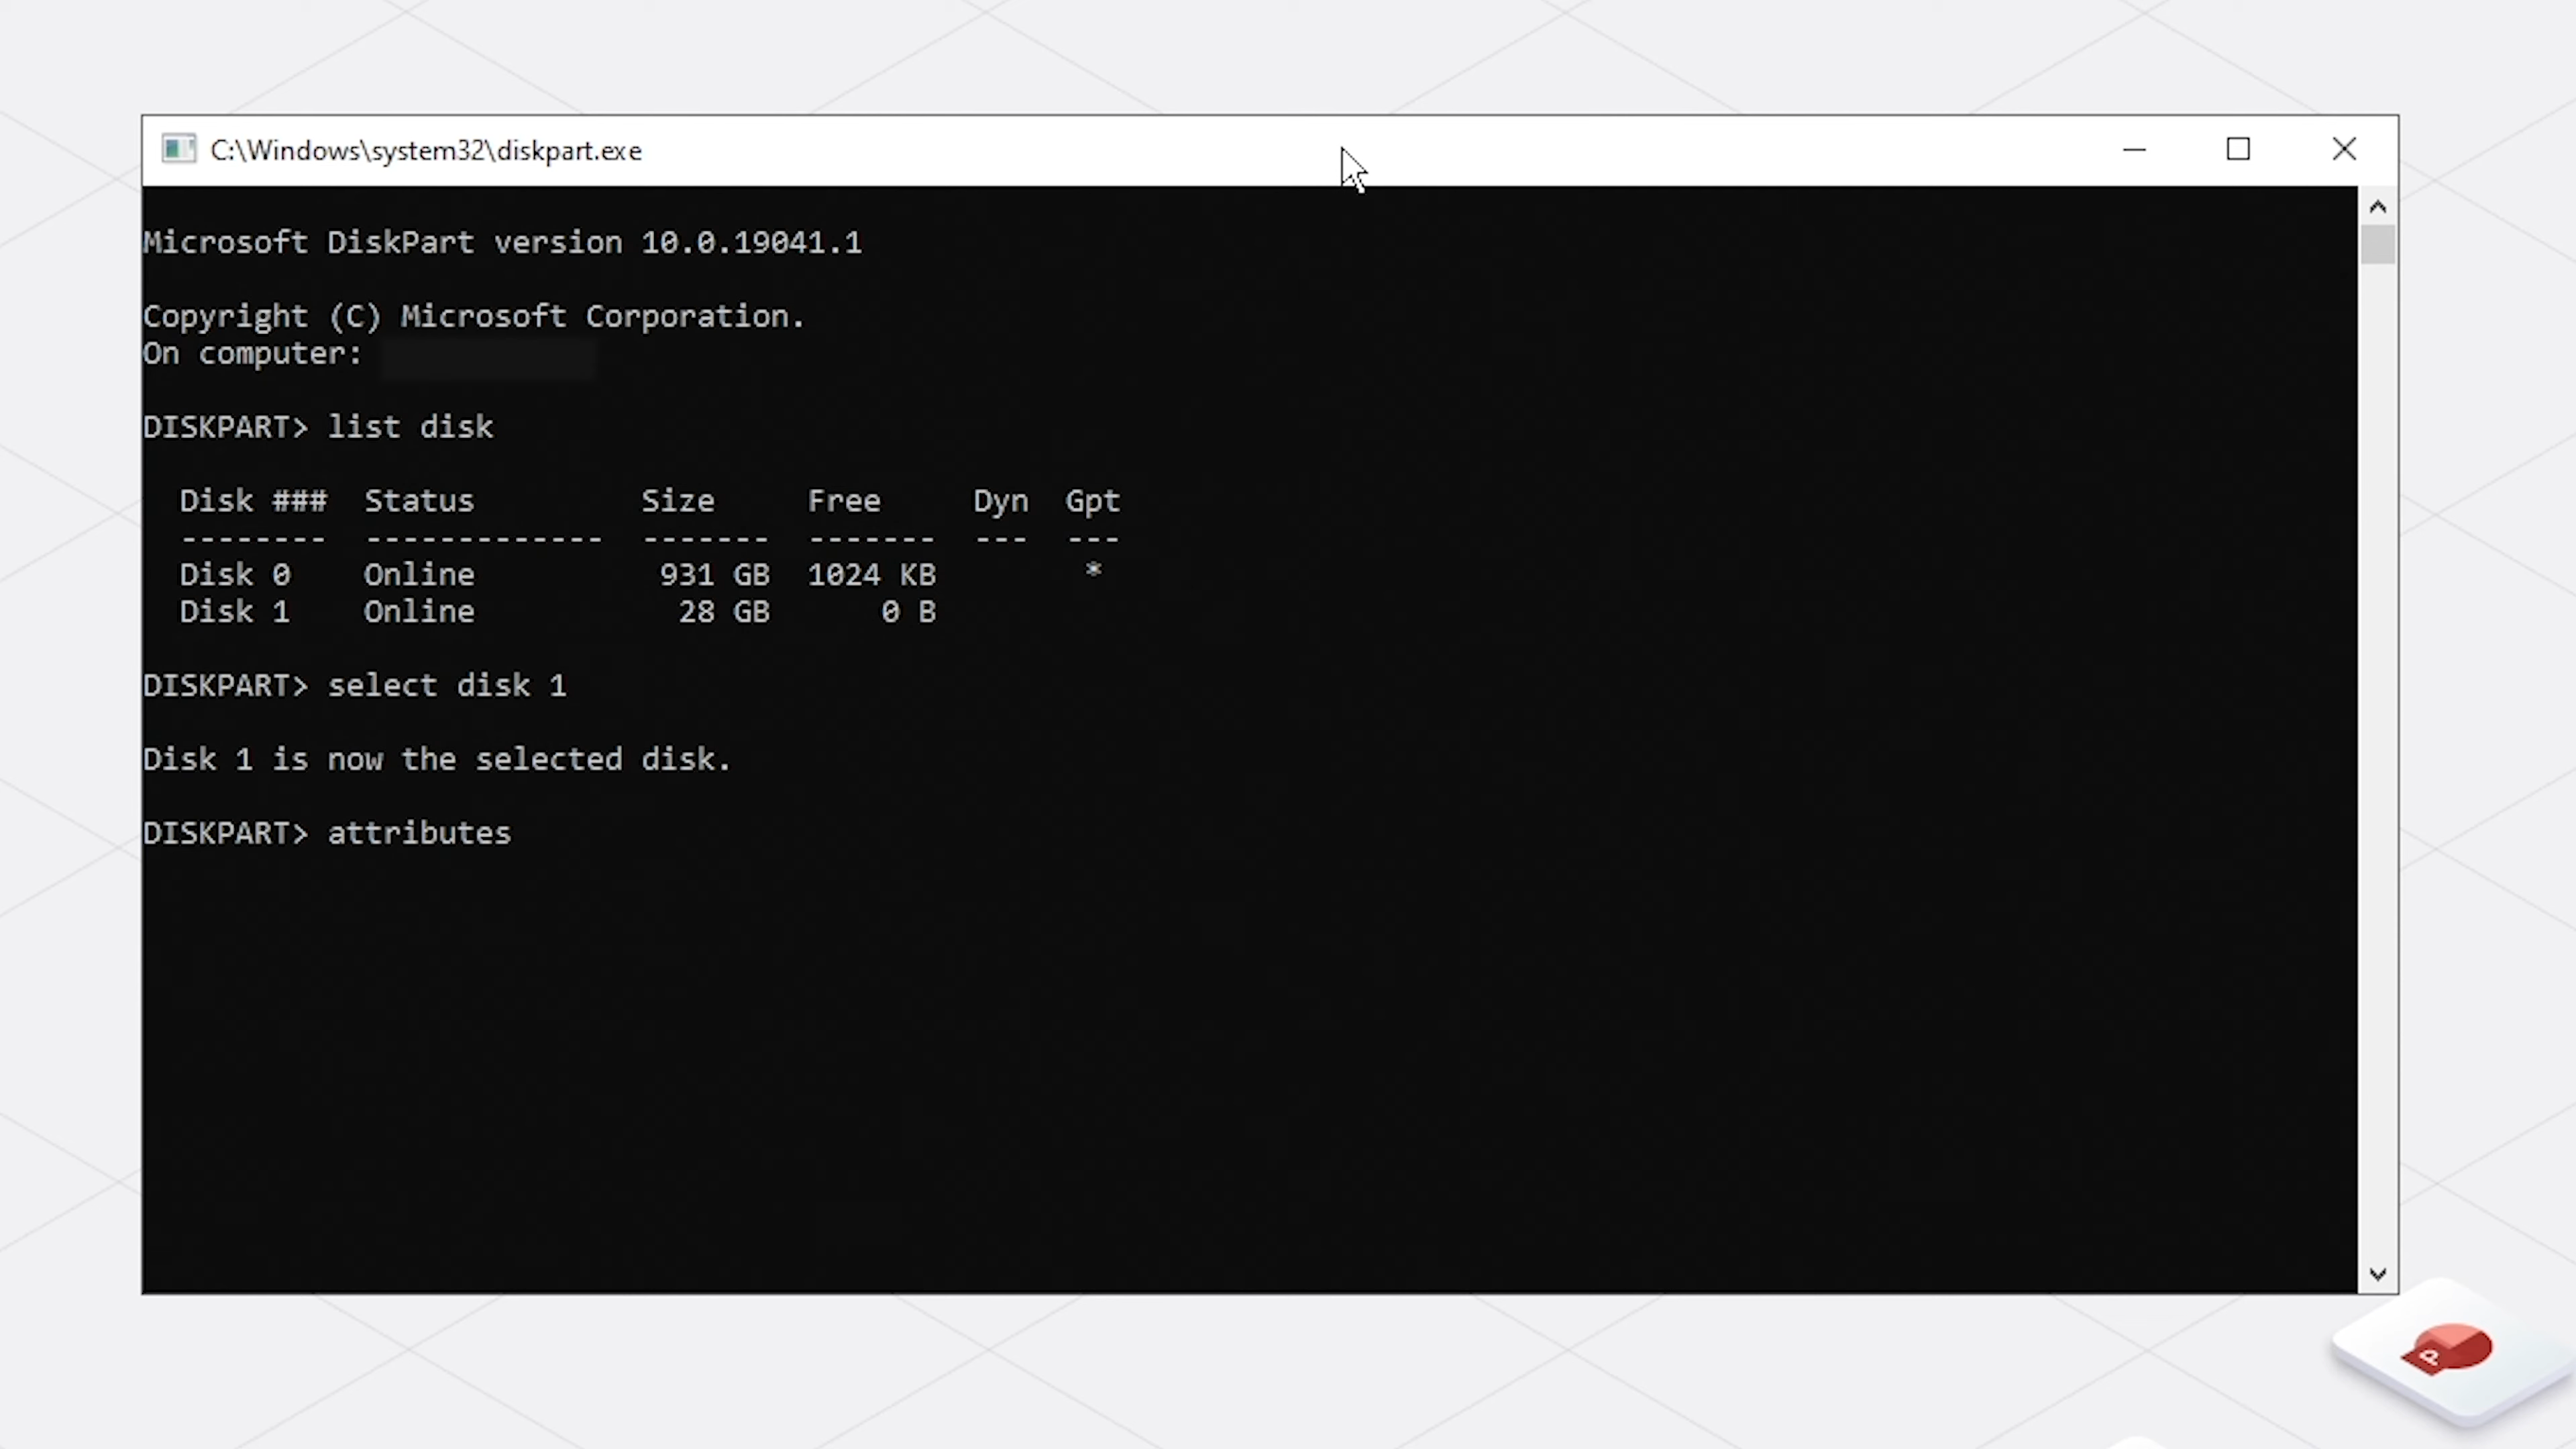 C:\Windows\system32\diskpart.exe
Microsoft DiskPart version 10.0.19041.1
Copyright (C) Microsoft Corporation.
On computer:
DISKPART> list disk
Disk ###  Status         Size     Free     Dyn  Gpt
--------  -------------  -------  -------  ---  ---
Disk 0    Online          931 GB  1024 KB        *
Disk 1    Online           28 GB      0 B
DISKPART> select disk 1
Disk 1 is now the selected disk.
DISKPART> attributes
P